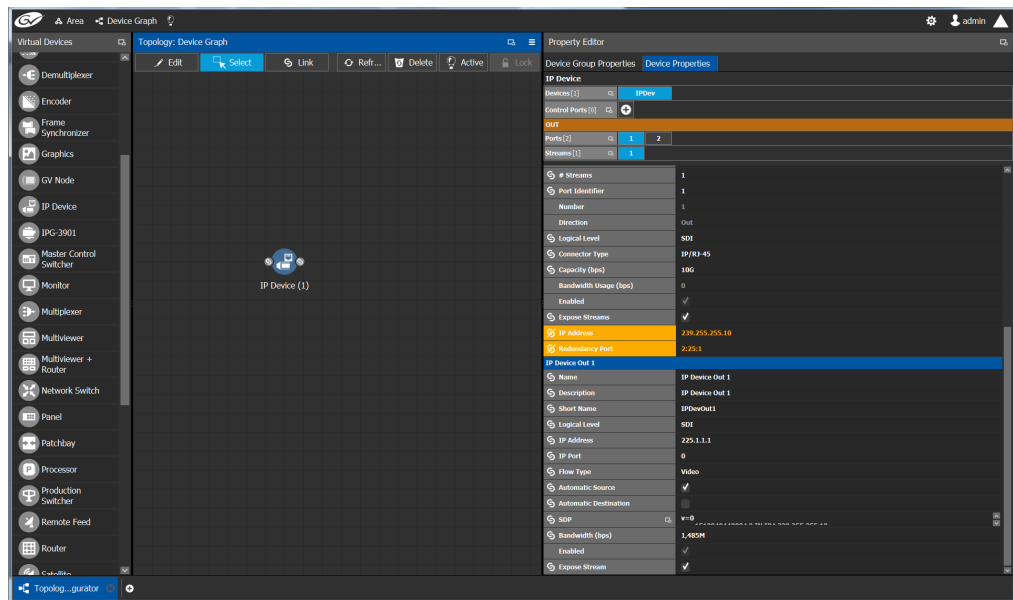 GV Area Device Graph admin
Virtual Devices
Demultiplexer
Encoder
Frame
Synchronizer
Graphics
GV Node
IP Device
IPG-3901
Master Control
Switcher
Monitor
Multiplexer
Multiviewer
Multiviewer +
Router
Network Switch
Panel
Patchbay
Processor
Production
Switcher
Remote Feed
Router
Satellite
Topology: Device Graph
Edit Select Link Refr... Delete Active Lock
IP Device (1)
Property Editor
Device Group Properties Device Properties
IP Device
Devices [1] IPDev
Control Ports [0]
OUT
Ports [2] 1 2
Streams [1] 1
# Streams 1
Port Identifier 1
Number 1
Direction Out
Logical Level SDI
Connector Type IP/RJ-45
Capacity (bps) 10G
Bandwidth Usage (bps) 0
Enabled
Expose Streams
IP Address 239.255.255.10
Redundancy Port 2:25:1
IP Device Out 1
Name IP Device Out 1
Description IP Device Out 1
Short Name IPDevOut1
Logical Level SDI
IP Address 225.1.1.1
IP Port 0
Flow Type Video
Automatic Source
Automatic Destination
SDP v=0
Bandwidth (bps) 1,485M
Enabled
Expose Stream
Topolog...gurator